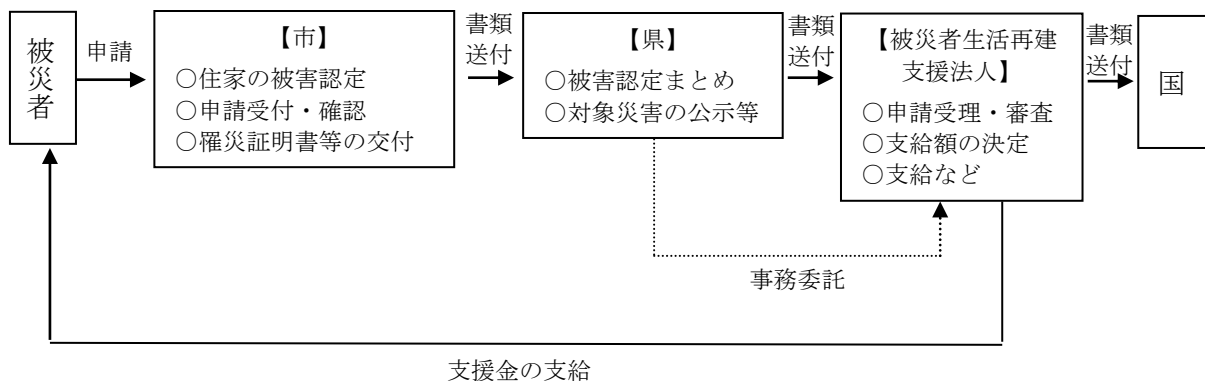 被災者
申請
【市】
○住家の被害認定
○申請受付・確認
○罹災証明書等の交付
書類
送付
【県】
○被害認定まとめ
○対象災害の公示等
書類
送付
【被災者生活再建
支援法人】
○申請受理・審査
○支給額の決定
○支給など
書類
送付
国
事務委託
支援金の支給